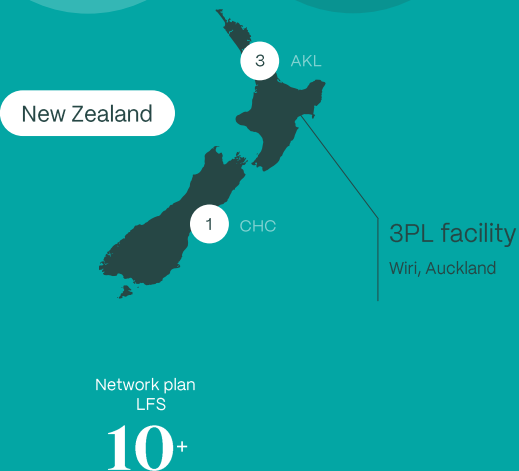 3
AKL
New Zealand
1
CHC
3PL facility
Wiri, Auckland
Network plan
LFS
10+